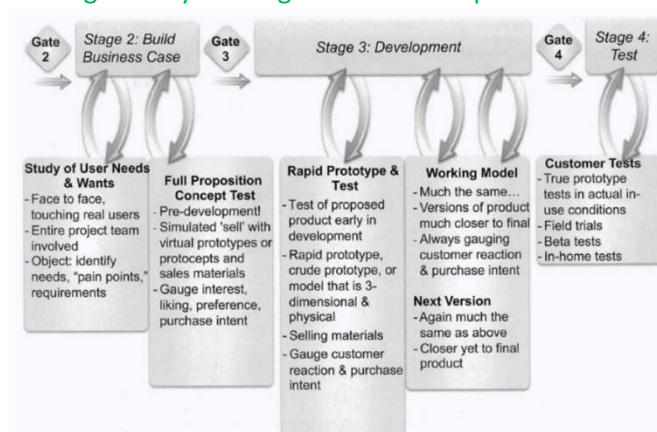 Gate
2
Stage 2: Build
Business Case
Gate
3
Stage 3: Development
Gate
4
Stage 4:
Test
Study of User Needs
& Wants
- Face to face,
touching real users
- Entire project team
involved
- Object: identify
needs, "pain points,"
requirements
Full Proposition
Concept Test
- Pre-development!
- Simulated 'sell' with
virtual prototypes or
protocepts and
sales materials
- Gauge interest,
liking, preference,
purchase intent
Rapid Prototype &
Test
- Test of proposed
product early in
development
- Rapid prototype,
crude prototype, or
model that is 3-
dimensional &
physical
- Selling materials
- Gauge customer
reaction & purchase
intent
Working Model
- Much the same...
- Versions of product
much closer to final
- Always gauging
customer reaction
& purchase intent
Next Version
- Again much the
same as above
- Closer yet to final
product
Customer Tests
- True prototype
tests in actual in-
use conditions
- Field trials
- Beta tests
- In-home tests